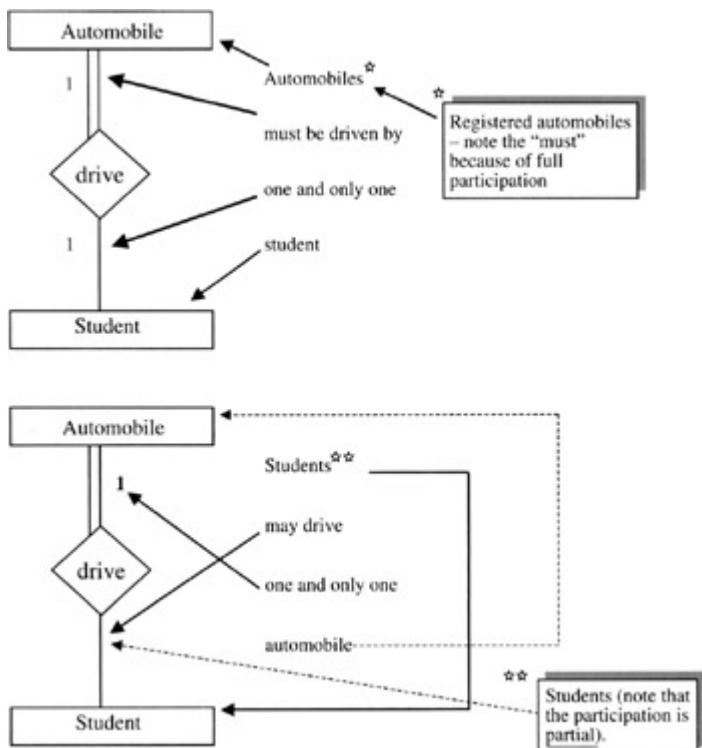 Automobile
1
Automobiles☆
☆
Registered automobiles
– note the “must”
because of full
participation
must be driven by
drive
one and only one
1
student
Student
Automobile
Students☆☆
1
may drive
drive
one and only one
automobile
☆☆
Students (note that
the participation is
partial).
Student